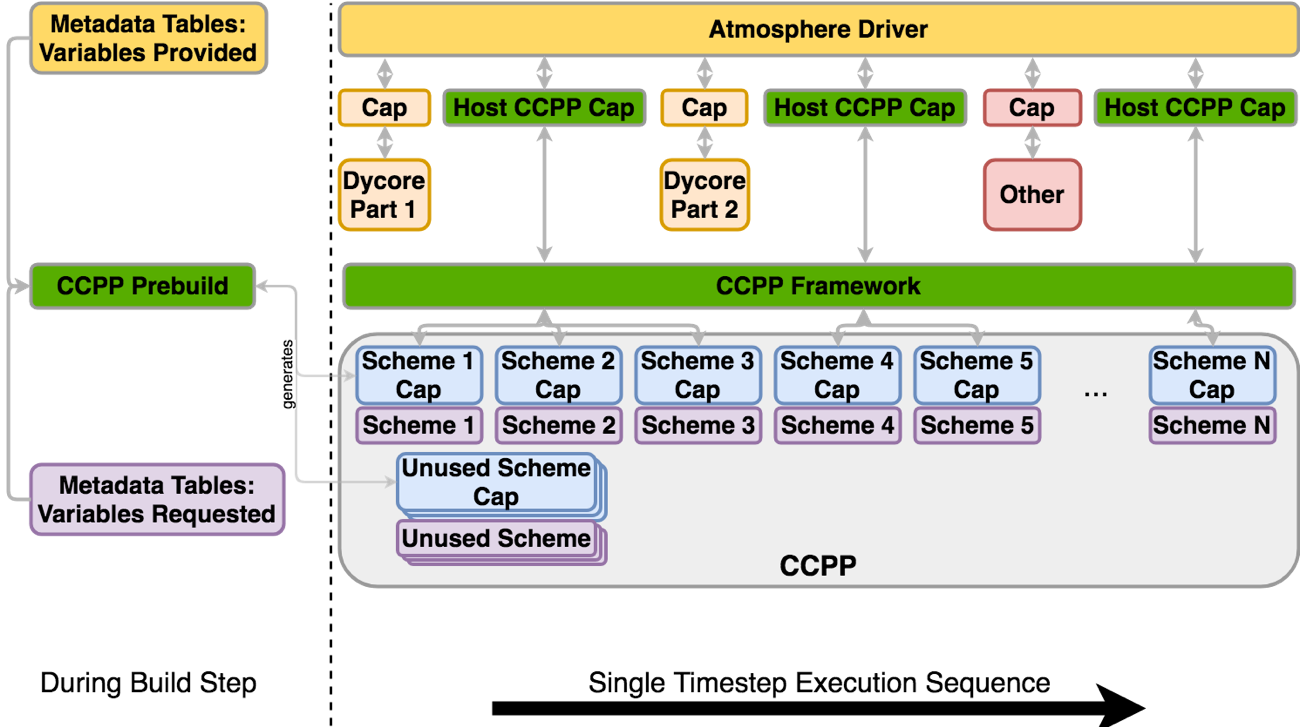 Metadata Tables:
Variables Provided
Atmosphere Driver
Cap
Host CCPP Cap
Cap
Host CCPP Cap
Cap
Host CCPP Cap
Dycore
Part 1
Dycore
Part 2
Other
CCPP Prebuild
CCPP Framework
generates
Scheme 1
Cap
Scheme 2
Cap
Scheme 3
Cap
Scheme 4
Cap
Scheme 5
Cap
...
Scheme N
Cap
Scheme 1
Scheme 2
Scheme 3
Scheme 4
Scheme 5
Scheme N
Metadata Tables:
Variables Requested
Unused Scheme
Cap
Unused Scheme
CCPP
During Build Step
Single Timestep Execution Sequence